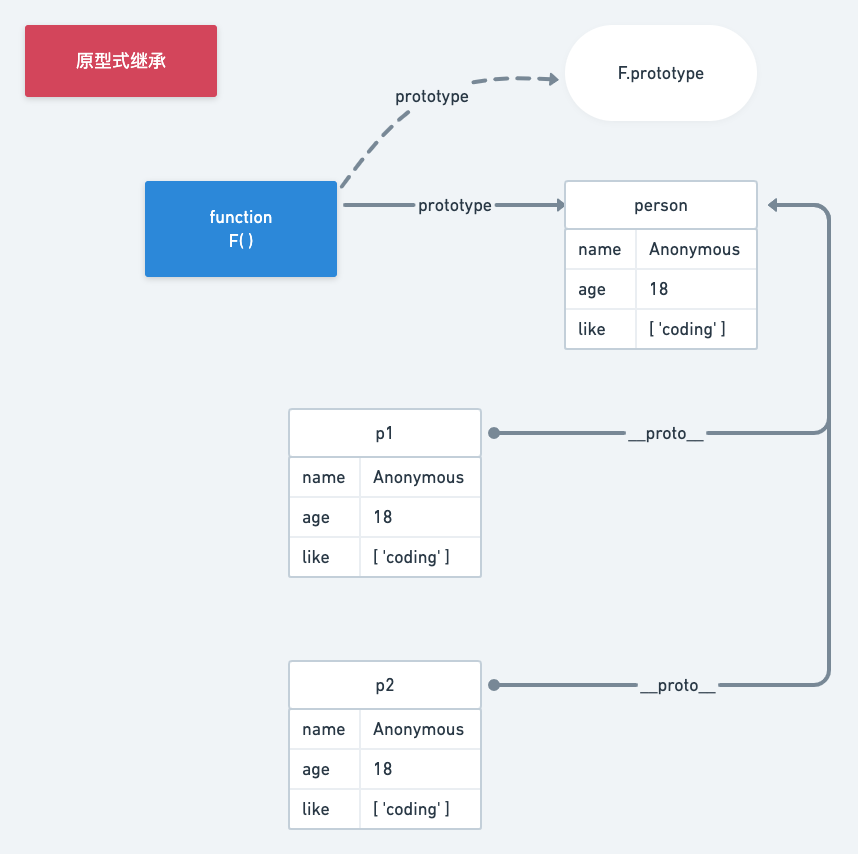 原型式继承
F.prototype
prototype
function
F( )
prototype
person
name Anonymous
age 18
like [ 'coding' ]
p1
__proto__
name Anonymous
age 18
like [ 'coding' ]
p2
__proto__
name Anonymous
age 18
like [ 'coding' ]